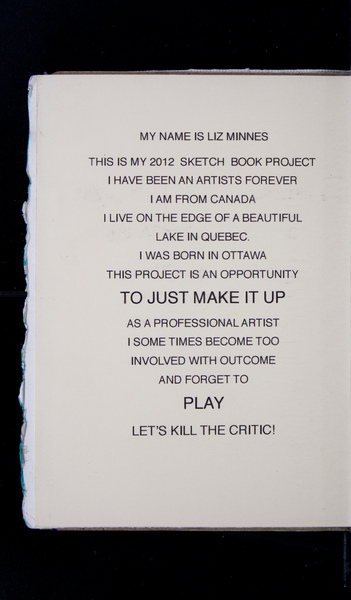 MY NAME IS LIZ MINNES
THIS IS MY 2012 SKETCH BOOK PROJECT
I HAVE BEEN AN ARTISTS FOREVER
I AM FROM CANADA
I LIVE ON THE EDGE OF A BEAUTIFUL
LAKE IN QUEBEC.
I WAS BORN IN OTTAWA
THIS PROJECT IS AN OPPORTUNITY
TO JUST MAKE IT UP
AS A PROFESSIONAL ARTIST
I SOME TIMES BECOME TOO
INVOLVED WITH OUTCOME
AND FORGET TO
PLAY
LET'S KILL THE CRITIC!